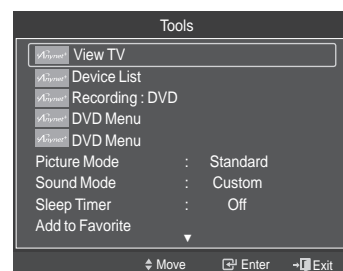 Tools
Anynet+ View TV
Anynet+ Device List
Anynet+ Recording : DVD
Anynet+ DVD Menu
Anynet+ DVD Menu
Picture Mode : Standard
Sound Mode : Custom
Sleep Timer : Off
Add to Favorite
Move Enter Exit